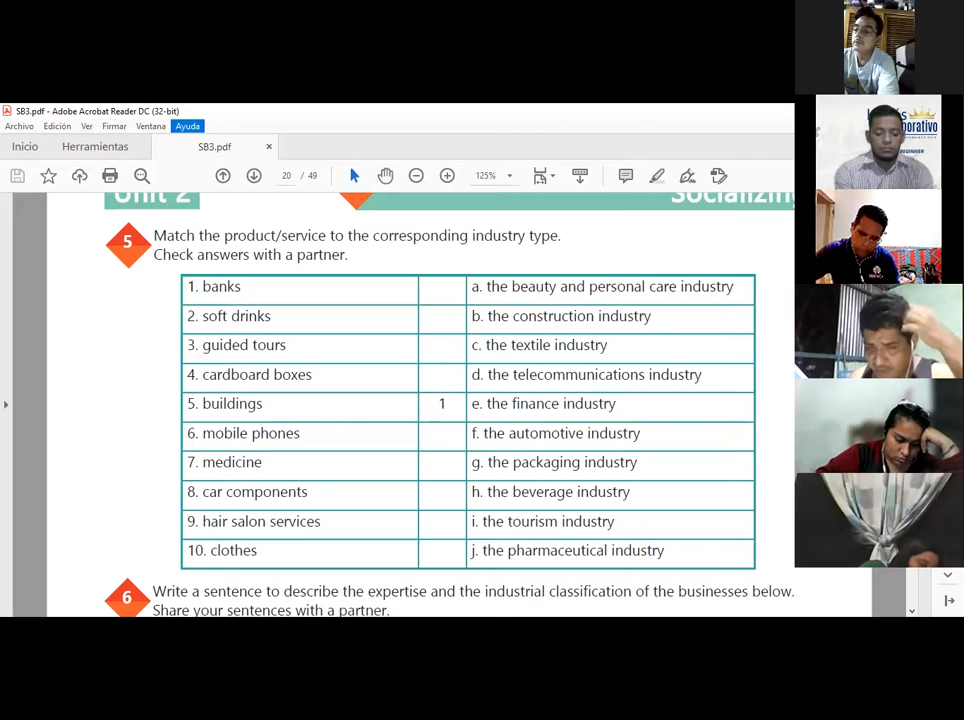 SB3.pdf - Adobe Acrobat Reader DC (32-bit)
Archivo Edición Ver Firmar Ventana Ayuda
Inicio Herramientas SB3.pdf ×
20 / 49 125%
Unit 2 Socializing
5 Match the product/service to the corresponding industry type.
Check answers with a partner.
1. banks a. the beauty and personal care industry
2. soft drinks b. the construction industry
3. guided tours c. the textile industry
4. cardboard boxes d. the telecommunications industry
5. buildings 1 e. the finance industry
6. mobile phones f. the automotive industry
7. medicine g. the packaging industry
8. car components h. the beverage industry
9. hair salon services i. the tourism industry
10. clothes j. the pharmaceutical industry
6 Write a sentence to describe the expertise and the industrial classification of the businesses below.
Share your sentences with a partner.